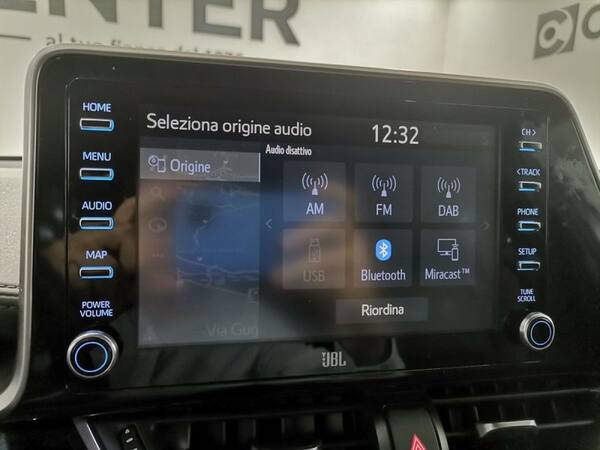 ENTER
HOME
MENU
AUDIO
MAP
POWER
VOLUME
Seleziona origine audio
12:32
Audio disattivo
Origine
AM
FM
DAB
USB
Bluetooth
Miracast™
Riordina
Via Gug
JBL
CH >
< TRACK
PHONE
SETUP
TUNE
SCROLL